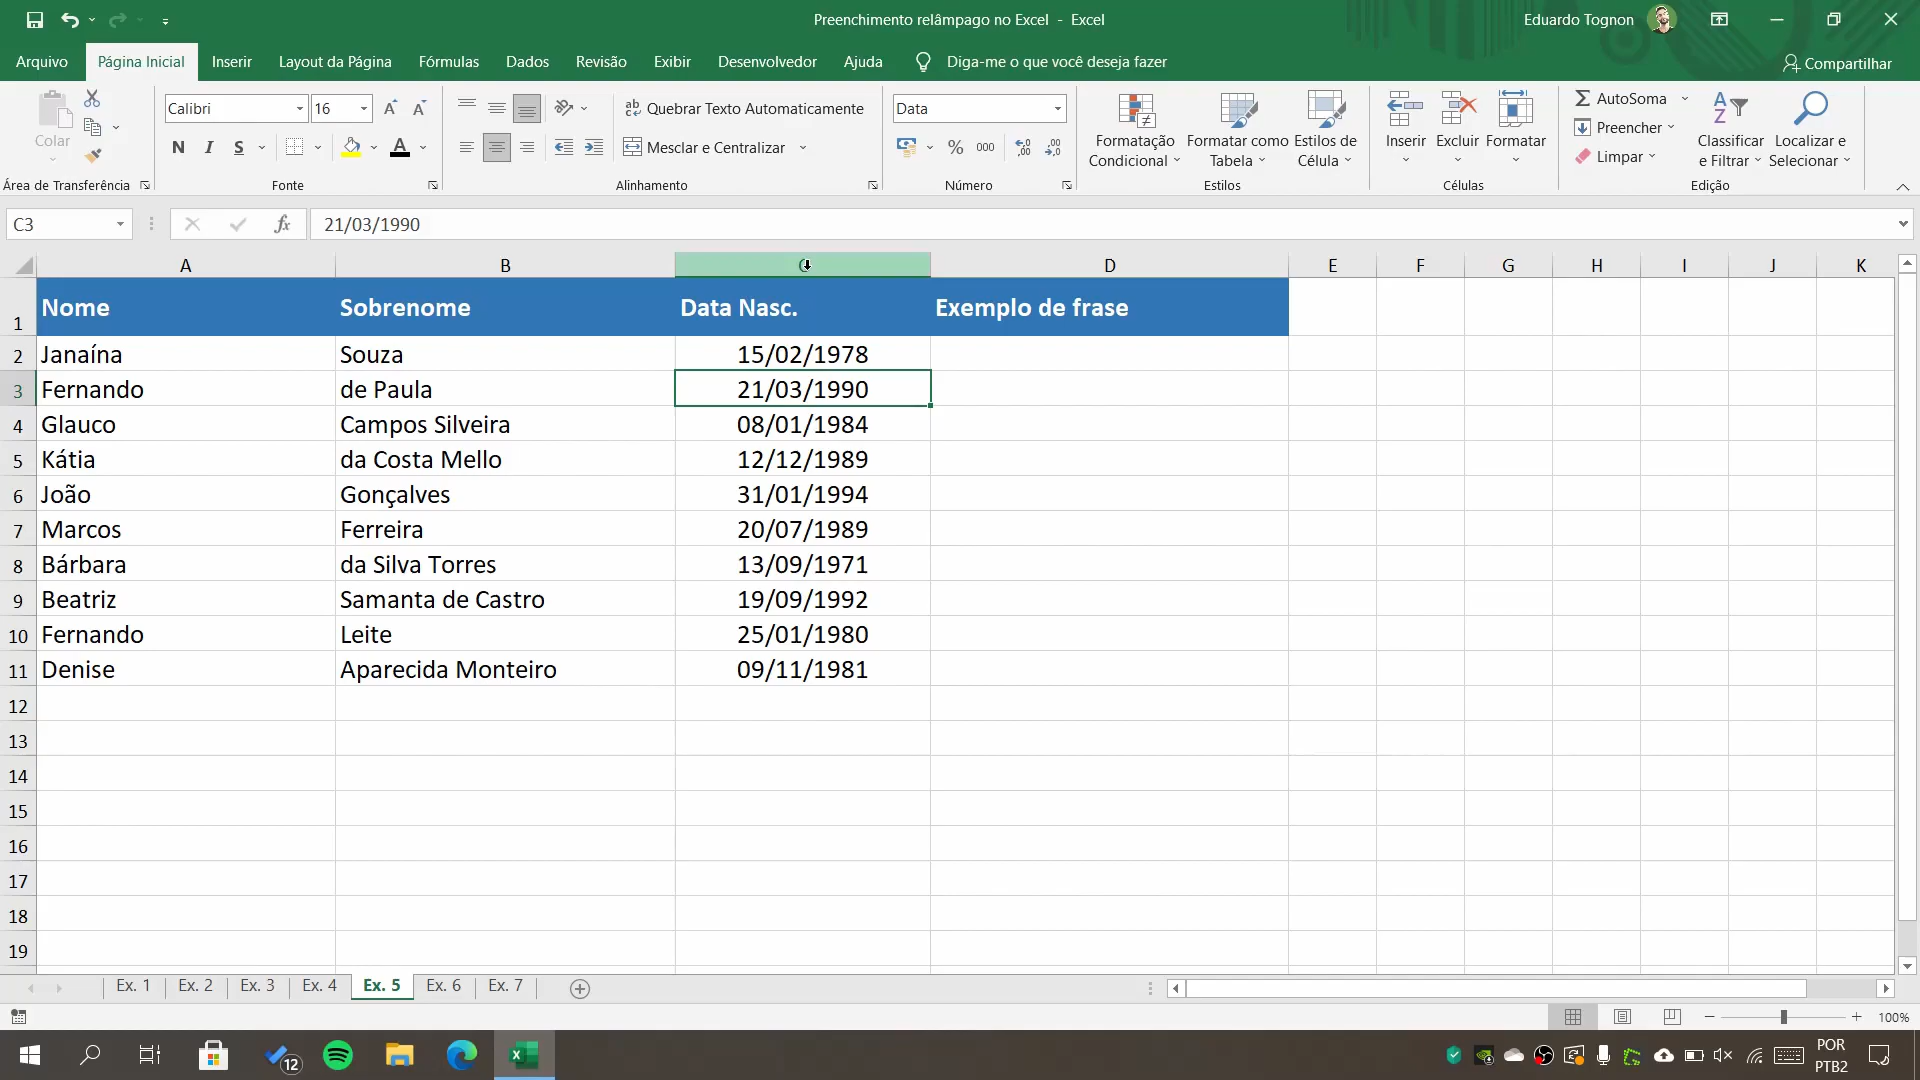 Preenchimento relâmpago no Excel - Excel
Eduardo Tognon
Arquivo Página Inicial Inserir Layout da Página Fórmulas Dados Revisão Exibir Desenvolvedor Ajuda Diga-me o que você deseja fazer Compartilhar
Colar
Área de Transferência
Calibri 16
N I S
Fonte
Quebrar Texto Automaticamente
Mesclar e Centralizar
Alinhamento
Data
% 000
Número
Formatação Condicional
Formatar como Tabela
Estilos de Célula
Estilos
Inserir Excluir Formatar
Células
AutoSoma
Preencher
Limpar
Classificar e Filtrar
Localizar e Selecionar
Edição
C3 fx 21/03/1990
A B C D E F G H I J K
1 Nome Sobrenome Data Nasc. Exemplo de frase
2 Janaína Souza 15/02/1978
3 Fernando de Paula 21/03/1990
4 Glauco Campos Silveira 08/01/1984
5 Kátia da Costa Mello 12/12/1989
6 João Gonçalves 31/01/1994
7 Marcos Ferreira 20/07/1989
8 Bárbara da Silva Torres 13/09/1971
9 Beatriz Samanta de Castro 19/09/1992
10 Fernando Leite 25/01/1980
11 Denise Aparecida Monteiro 09/11/1981
12
13
14
15
16
17
18
19
Ex. 1 Ex. 2 Ex. 3 Ex. 4 Ex. 5 Ex. 6 Ex. 7
100%
12
POR
PTB2